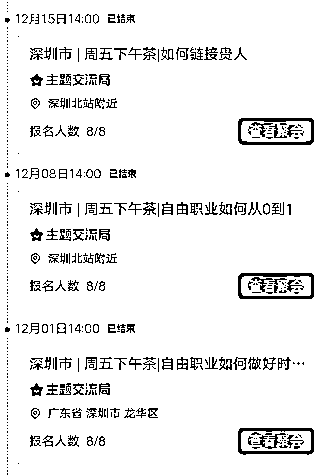 12月15日14:00 已结束
深圳市 | 周五下午茶|如何链接贵人
主题交流局
深圳北站附近
报名人数 8/8
查看聚会
12月08日14:00 已结束
深圳市 | 周五下午茶|自由职业如何从0到1
主题交流局
深圳北站附近
报名人数 8/8
查看聚会
12月01日14:00 已结束
深圳市 | 周五下午茶|自由职业如何做好时…
主题交流局
广东省 深圳市 龙华区
报名人数 8/8
查看聚会